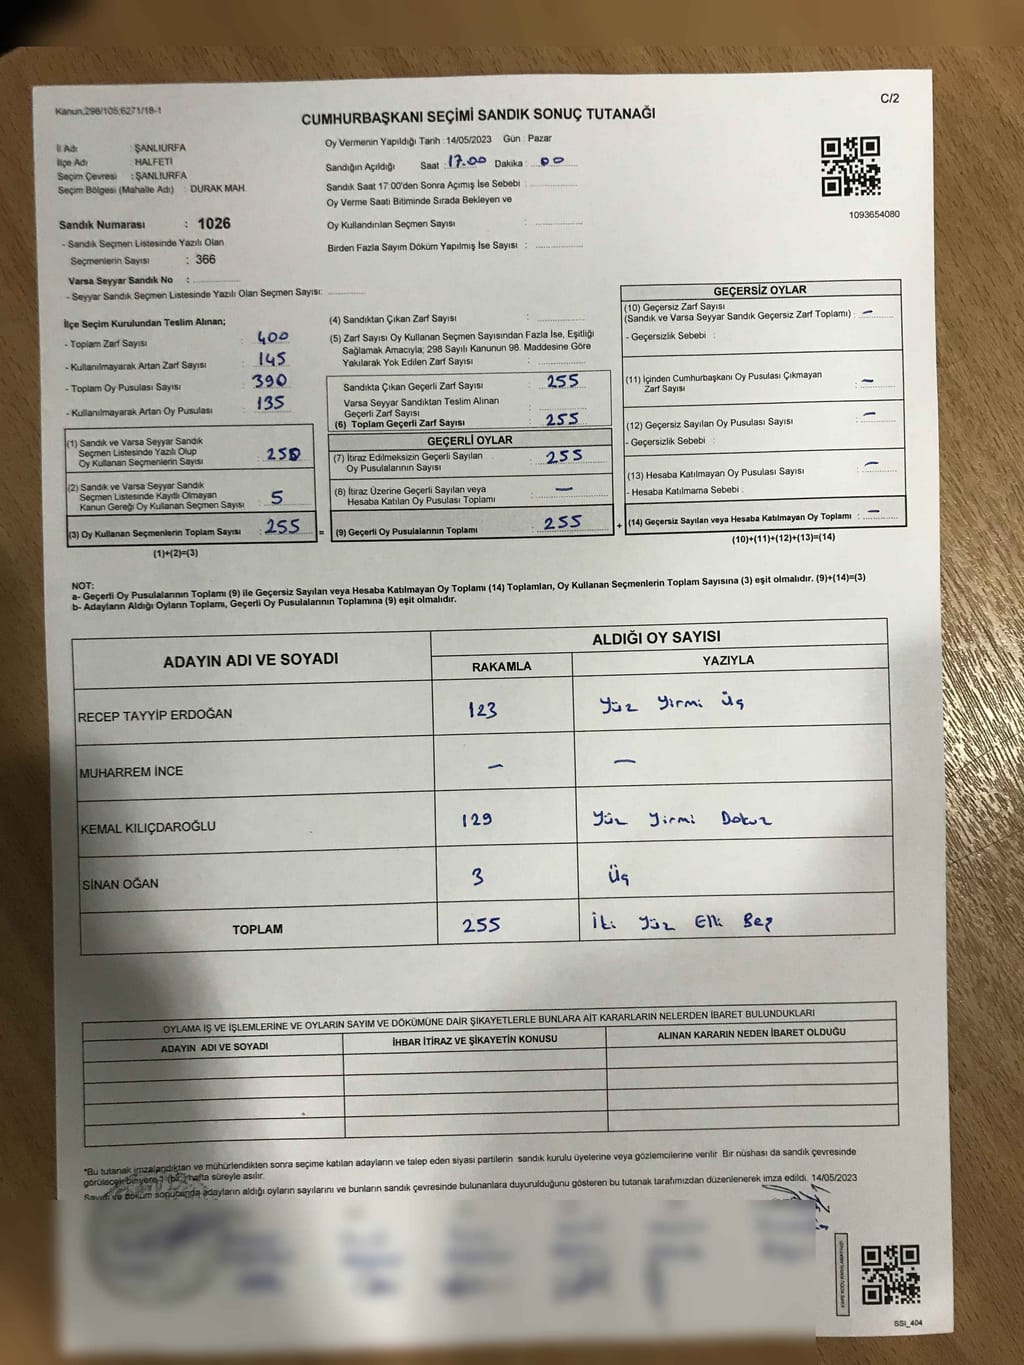 Kanun;298/105;6271/18-1
C/2
CUMHURBAŞKANI SEÇİMİ SANDIK SONUÇ TUTANAĞI
İl Adı : ŞANLIURFA
İlçe Adı HALFETİ
Seçim Çevresi : ŞANLIURFA
Seçim Bölgesi (Mahalle Adı) : DURAK MAH.
Oy Vermenin Yapıldığı Tarih : 14/05/2023 Gün : Pazar
Sandığın Açıldığı Saat : 17.00 Dakika : 00
Sandık Saat 17:00'den Sonra Açımış İse Sebebi :
Oy Verme Saati Bitiminde Sırada Bekleyen ve
Oy Kullandırılan Seçmen Sayısı :
Birden Fazla Sayım Döküm Yapılmış İse Sayısı :
1093654080
Sandık Numarası : 1026
- Sandık Seçmen Listesinde Yazılı Olan
Seçmenlerin Sayısı : 366
Varsa Seyyar Sandık No :
- Seyyar Sandık Seçmen Listesinde Yazılı Olan Seçmen Sayısı:
İlçe Seçim Kurulundan Teslim Alınan;
- Toplam Zarf Sayısı : 400
- Kullanılmayarak Artan Zarf Sayısı : 145
- Toplam Oy Pusulası Sayısı : 390
- Kullanılmayarak Artan Oy Pusulası : 135
(1) Sandık ve Varsa Seyyar Sandık
Seçmen Listesinde Yazılı Olup
Oy Kullanan Seçmenlerin Sayısı : 250
(2) Sandık ve Varsa Seyyar Sandık
Seçmen Listesinde Kayıtlı Olmayan
Kanun Gereği Oy Kullanan Seçmen Sayısı : 5
(3) Oy Kullanan Seçmenlerin Toplam Sayısı : 255 =
(1)+(2)=(3)
(4) Sandıktan Çıkan Zarf Sayısı :
(5) Zarf Sayısı Oy Kullanan Seçmen Sayısından Fazla İse, Eşitliği
Sağlamak Amacıyla; 298 Sayılı Kanunun 98. Maddesine Göre
Yakılarak Yok Edilen Zarf Sayısı :
Sandıkta Çıkan Geçerli Zarf Sayısı : 255
Varsa Seyyar Sandıktan Teslim Alınan
Geçerli Zarf Sayısı :
(6) Toplam Geçerli Zarf Sayısı : 255
GEÇERLİ OYLAR
(7) İtiraz Edilmeksizin Geçerli Sayılan
Oy Pusulalarının Sayısı : 255
(8) İtiraz Üzerine Geçerli Sayılan veya
Hesaba Katılan Oy Pusulası Toplamı : —
(9) Geçerli Oy Pusulalarının Toplamı : 255 +
GEÇERSİZ OYLAR
(10) Geçersiz Zarf Sayısı
(Sandık ve Varsa Seyyar Sandık Geçersiz Zarf Toplamı) : —
- Geçersizlik Sebebi :
(11) İçinden Cumhurbaşkanı Oy Pusulası Çıkmayan
Zarf Sayısı : —
(12) Geçersiz Sayılan Oy Pusulası Sayısı : —
- Geçersizlik Sebebi :
(13) Hesaba Katılmayan Oy Pusulası Sayısı : —
- Hesaba Katılmama Sebebi :
(14) Geçersiz Sayılan veya Hesaba Katılmayan Oy Toplamı : —
(10)+(11)+(12)+(13)=(14)
NOT:
a- Geçerli Oy Pusulalarının Toplamı (9) ile Geçersiz Sayılan veya Hesaba Katılmayan Oy Toplamı (14) Toplamları, Oy Kullanan Seçmenlerin Toplam Sayısına (3) eşit olmalıdır. (9)+(14)=(3)
b- Adayların Aldığı Oyların Toplamı, Geçerli Oy Pusulalarının Toplamına (9) eşit olmalıdır.
ADAYIN ADI VE SOYADI
ALDIĞI OY SAYISI
RAKAMLA YAZIYLA
RECEP TAYYİP ERDOĞAN 123 Yüz Yirmi Üç
MUHARREM İNCE — —
KEMAL KILIÇDAROĞLU 129 Yüz Yirmi Dokuz
SİNAN OĞAN 3 Üç
TOPLAM 255 İki Yüz Elli Beş
OYLAMA İŞ VE İŞLEMLERİNE VE OYLARIN SAYIM VE DÖKÜMÜNE DAİR ŞİKAYETLERLE BUNLARA AİT KARARLARIN NELERDEN İBARET BULUNDUKLARI
ADAYIN ADI VE SOYADI İHBAR İTİRAZ VE ŞİKAYETİN KONUSU ALINAN KARARIN NEDEN İBARET OLDUĞU
*Bu tutanak imzalandıktan ve mühürlendikten sonra seçime katılan adayların ve talep eden siyasi partilerin sandık kurulu üyelerine veya gözlemcilerine verilir. Bir nüshası da sandık çevresinde
görülecek bir yere 1 (bir) hafta süreyle asılır.
Sayım ve döküm sonucunda adayların aldığı oyların sayılarını ve bunların sandık çevresinde bulunanlara duyurulduğunu gösteren bu tutanak tarafımızdan düzenlenerek imza edildi. 14/05/2023
SSI_404